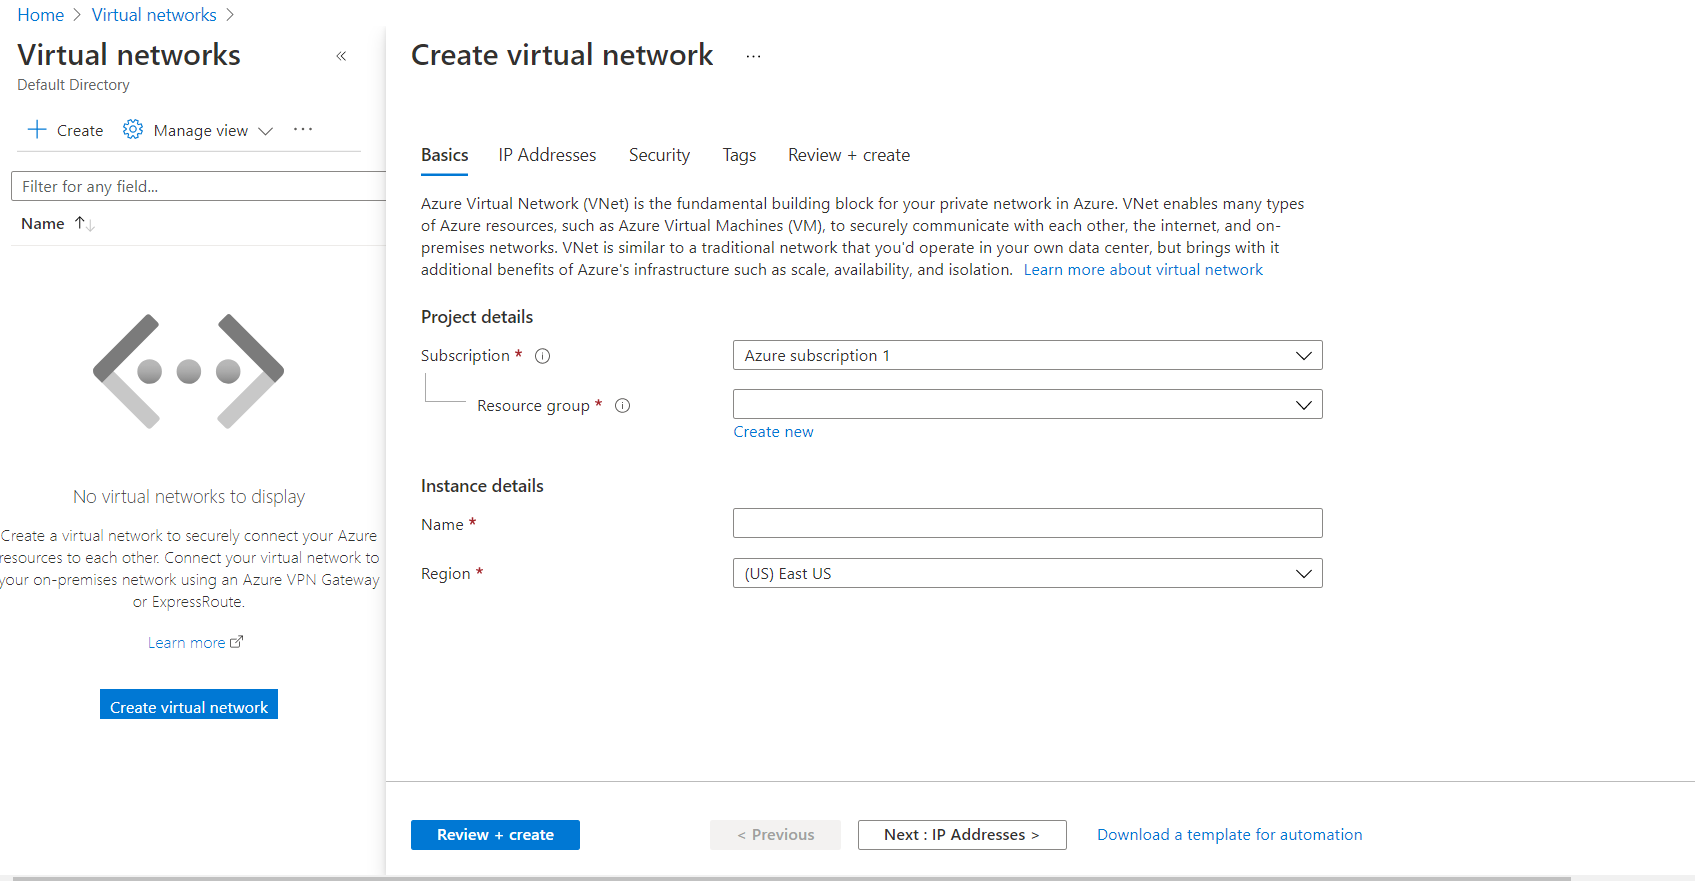 Home > Virtual networks >
Virtual networks «
Default Directory
+ Create Manage view ...
Filter for any field...
Name ↑↓
No virtual networks to display
Create a virtual network to securely connect your Azure
resources to each other. Connect your virtual network to
your on-premises network using an Azure VPN Gateway
or ExpressRoute.
Learn more
Create virtual network
Create virtual network ...
Basics IP Addresses Security Tags Review + create
Azure Virtual Network (VNet) is the fundamental building block for your private network in Azure. VNet enables many types
of Azure resources, such as Azure Virtual Machines (VM), to securely communicate with each other, the internet, and on-
premises networks. VNet is similar to a traditional network that you'd operate in your own data center, but brings with it
additional benefits of Azure's infrastructure such as scale, availability, and isolation. Learn more about virtual network
Project details
Subscription * Azure subscription 1
Resource group *
Create new
Instance details
Name *
Region * (US) East US
Review + create < Previous Next : IP Addresses > Download a template for automation